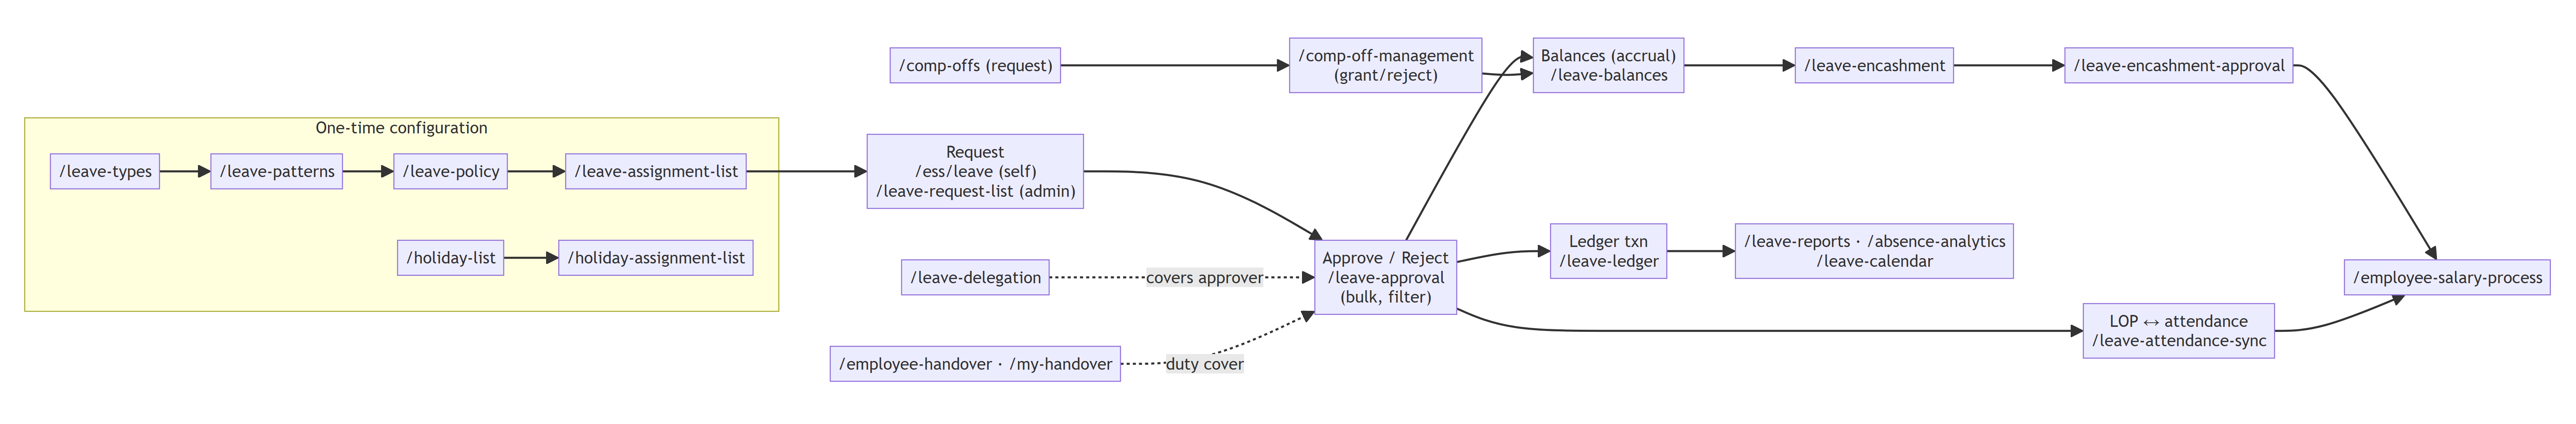 One-time configuration
/leave-types
/leave-patterns
/leave-policy
/leave-assignment-list
/holiday-list
/holiday-assignment-list
/comp-offs (request)
/comp-off-management
(grant/reject)
Balances (accrual)
/leave-balances
/leave-encashment
/leave-encashment-approval
Request
/ess/leave (self)
/leave-request-list (admin)
/leave-delegation
covers approver
/employee-handover · /my-handover
duty cover
Approve / Reject
/leave-approval
(bulk, filter)
Ledger txn
/leave-ledger
/leave-reports · /absence-analytics
/leave-calendar
LOP ↔ attendance
/leave-attendance-sync
/employee-salary-process